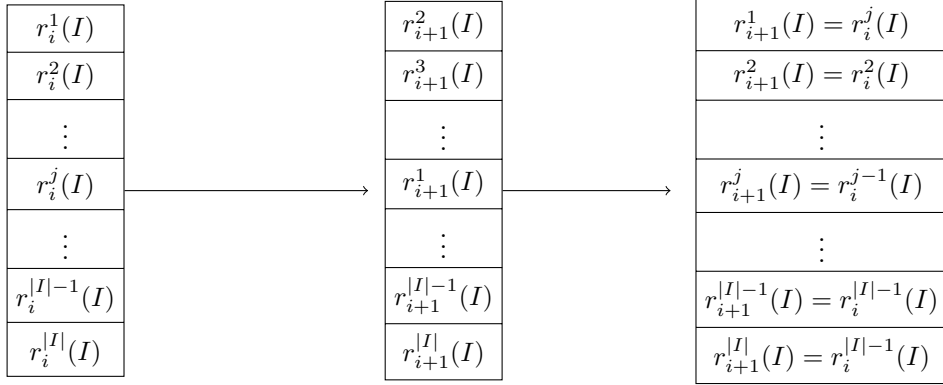 r_i^1(I)
r_i^2(I)
⋮
r_i^j(I)
⋮
r_i^{|I|-1}(I)
r_i^{|I|}(I)
r_{i+1}^2(I)
r_{i+1}^3(I)
⋮
r_{i+1}^1(I)
⋮
r_{i+1}^{|I|-1}(I)
r_{i+1}^{|I|}(I)
r_{i+1}^1(I) = r_i^j(I)
r_{i+1}^2(I) = r_i^2(I)
⋮
r_{i+1}^j(I) = r_i^{j-1}(I)
⋮
r_{i+1}^{|I|-1}(I) = r_i^{|I|-1}(I)
r_{i+1}^{|I|}(I) = r_i^{|I|-1}(I)